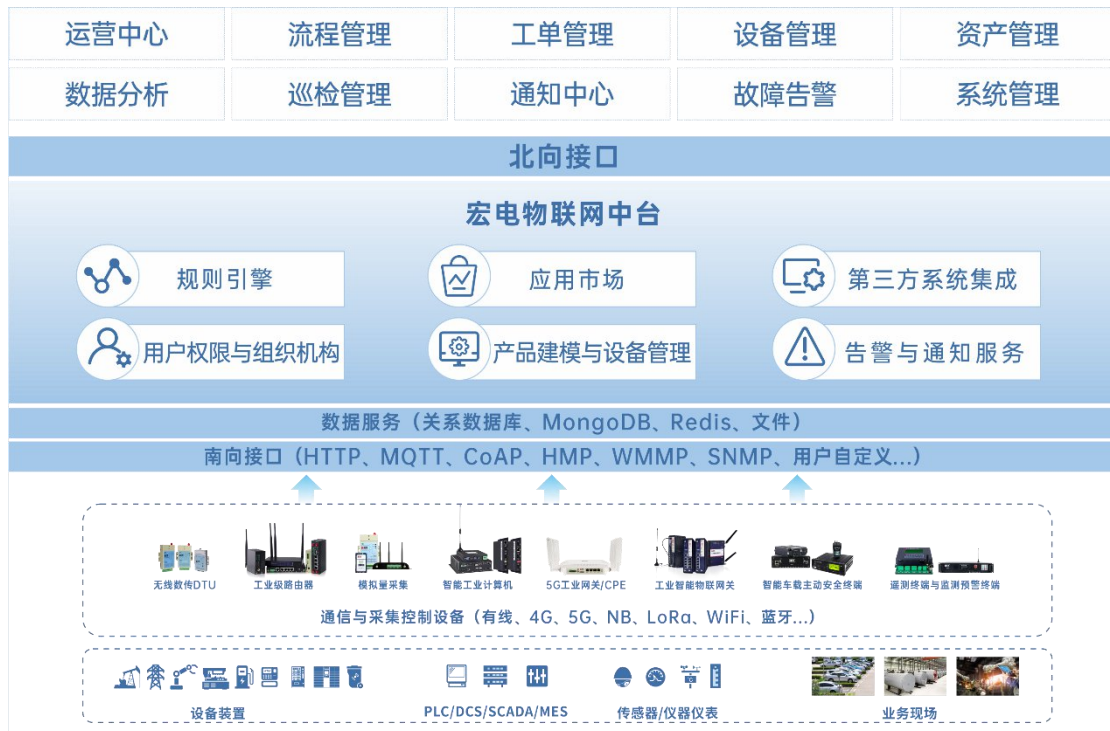 运营中心 流程管理 工单管理 设备管理 资产管理
数据分析 巡检管理 通知中心 故障告警 系统管理
北向接口
宏电物联网中台
规则引擎 应用市场 第三方系统集成
用户权限与组织机构 产品建模与设备管理 告警与通知服务
数据服务（关系数据库、MongoDB、Redis、文件）
南向接口（HTTP、MQTT、CoAP、HMP、WMMP、SNMP、用户自定义...）
无线数传DTU 工业级路由器 模拟量采集 智能工业计算机 5G工业网关/CPE 工业智能物联网关 智能车载主动安全终端 遥测终端与监测预警终端
通信与采集控制设备（有线、4G、5G、NB、LoRa、WiFi、蓝牙...）
设备装置 PLC/DCS/SCADA/MES 传感器/仪器仪表 业务现场